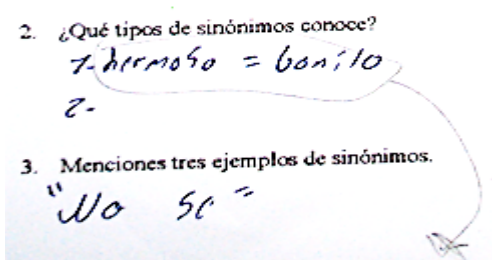 2. ¿Qué tipos de sinónimos conoce?
1- hermoso = bonito
2-
3. Menciones tres ejemplos de sinónimos.
"No se"